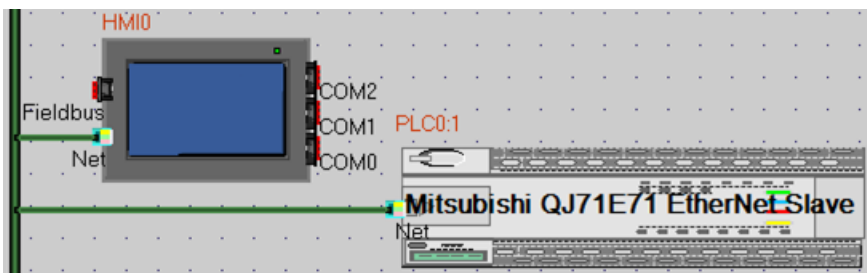 HMI0
COM2
Fieldbus
COM1
PLC0:1
Net
COM0
Mitsubishi QJ71E71 EtherNet Slave
Net